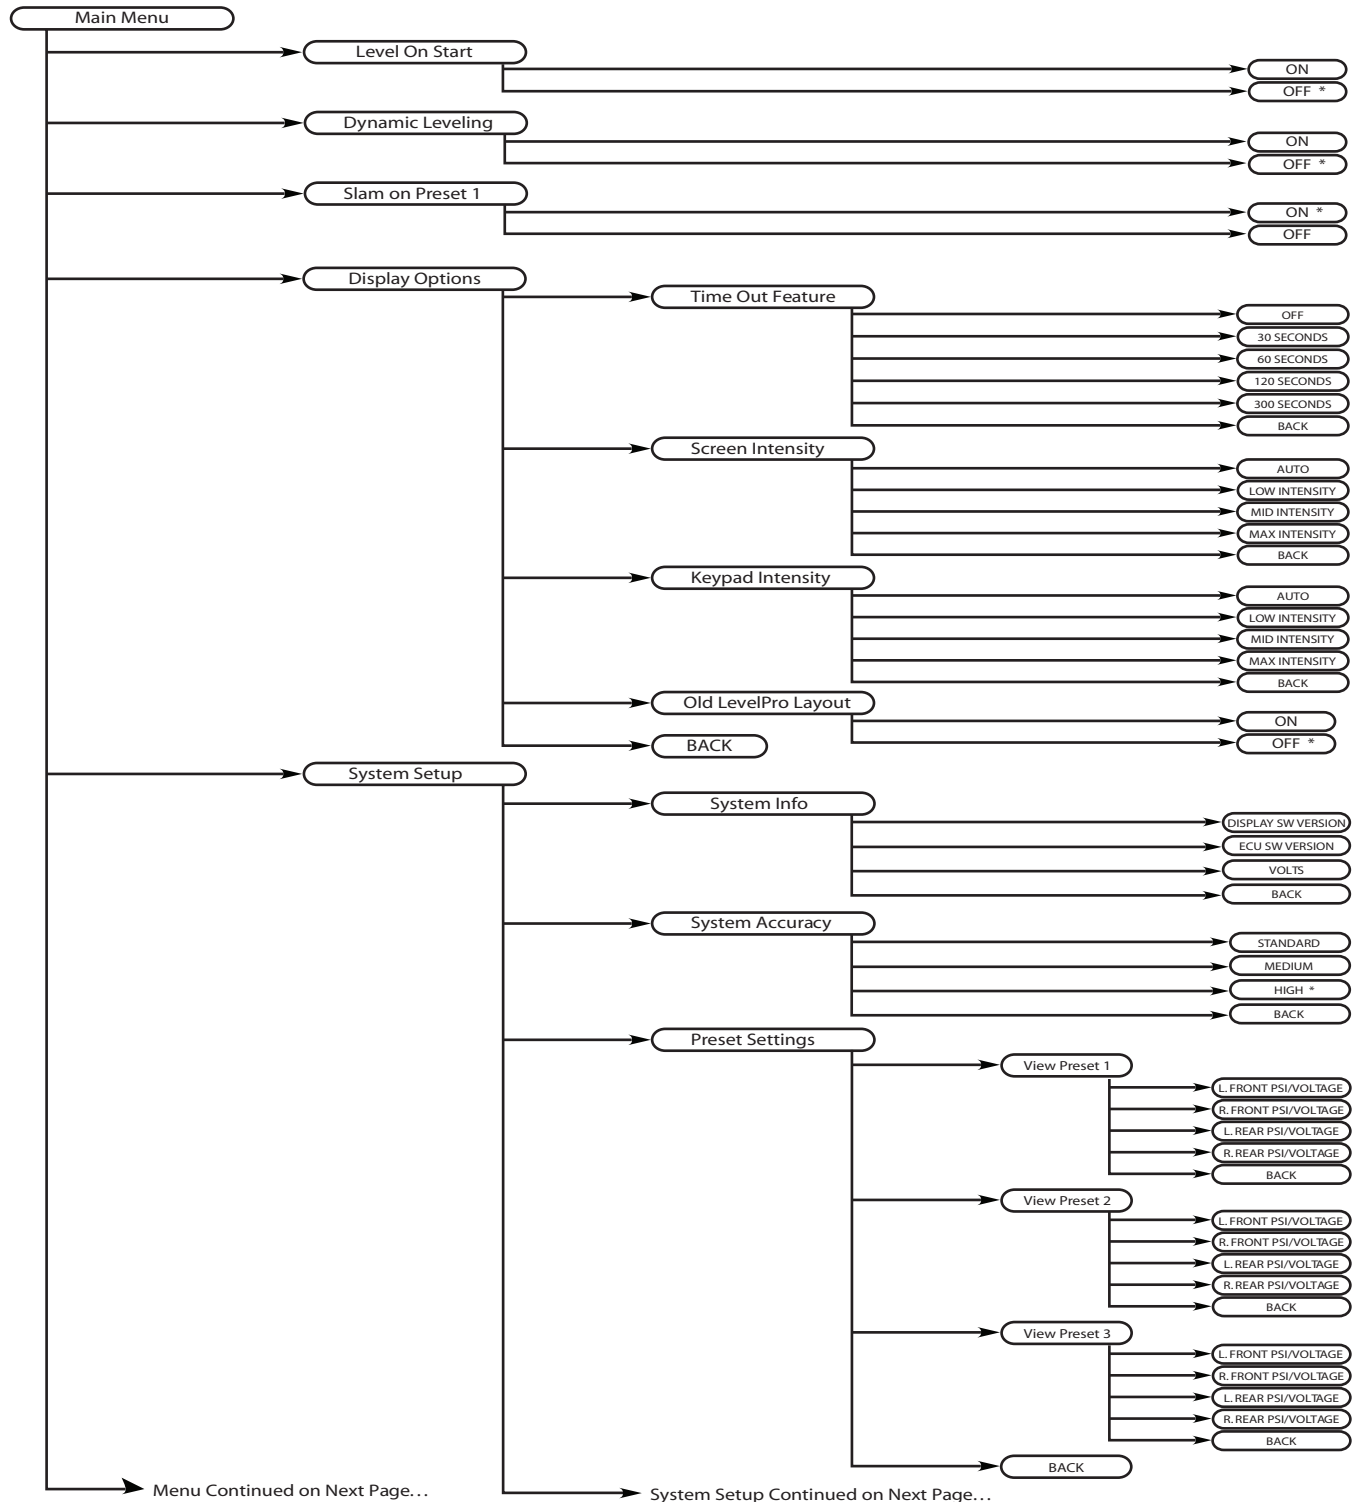 Main Menu
Level On Start
ON
OFF *
Dynamic Leveling
ON
OFF *
Slam on Preset 1
ON *
OFF
Display Options
Time Out Feature
OFF
30 SECONDS
60 SECONDS
120 SECONDS
300 SECONDS
BACK
Screen Intensity
AUTO
LOW INTENSITY
MID INTENSITY
MAX INTENSITY
BACK
Keypad Intensity
AUTO
LOW INTENSITY
MID INTENSITY
MAX INTENSITY
BACK
Old LevelPro Layout
ON
OFF *
BACK
System Setup
System Info
DISPLAY SW VERSION
ECU SW VERSION
VOLTS
BACK
System Accuracy
STANDARD
MEDIUM
HIGH *
BACK
Preset Settings
View Preset 1
L. FRONT PSI/VOLTAGE
R. FRONT PSI/VOLTAGE
L. REAR PSI/VOLTAGE
R. REAR PSI/VOLTAGE
BACK
View Preset 2
L. FRONT PSI/VOLTAGE
R. FRONT PSI/VOLTAGE
L. REAR PSI/VOLTAGE
R. REAR PSI/VOLTAGE
BACK
View Preset 3
L. FRONT PSI/VOLTAGE
R. FRONT PSI/VOLTAGE
L. REAR PSI/VOLTAGE
R. REAR PSI/VOLTAGE
BACK
BACK
Menu Continued on Next Page...
System Setup Continued on Next Page...